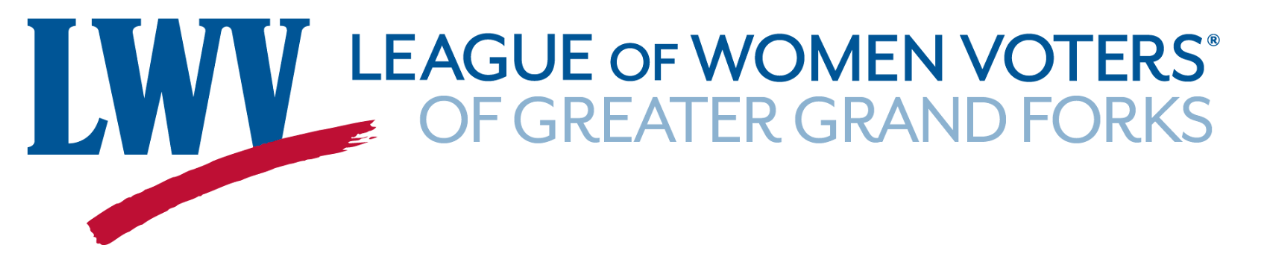 LWV
LEAGUE OF WOMEN VOTERS®
OF GREATER GRAND FORKS